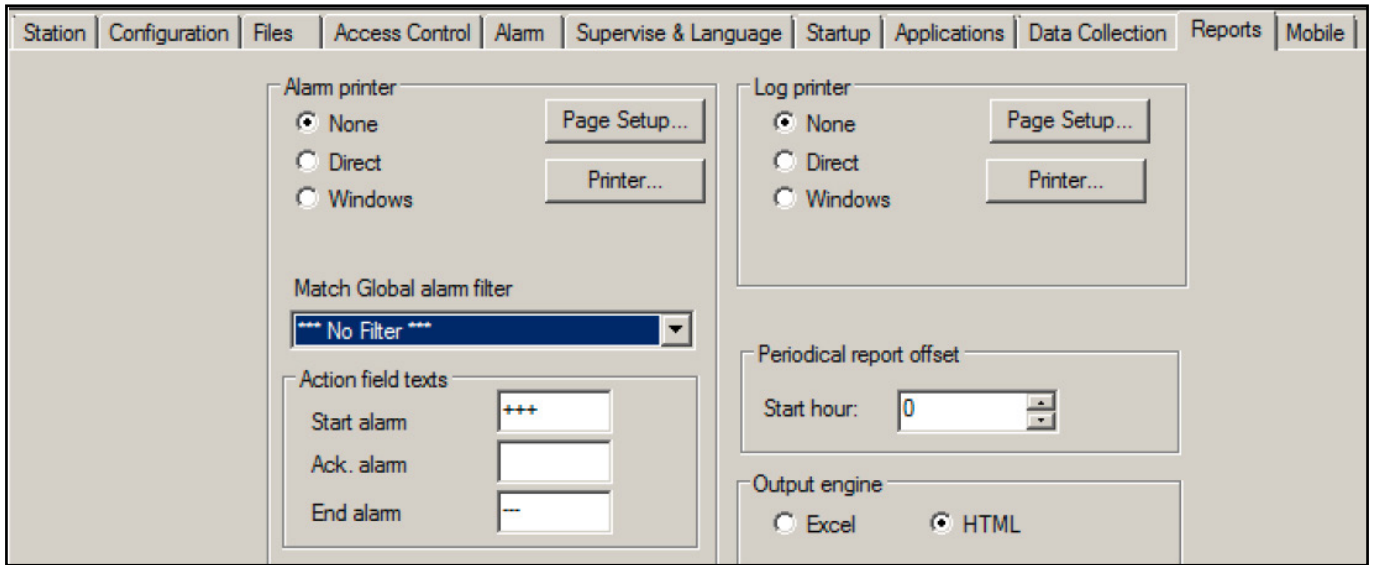 Station Configuration Files Access Control Alarm Supervise & Language Startup Applications Data Collection Reports Mobile
Alarm printer
None
Page Setup...
Direct
Printer...
Windows
Match Global alarm filter
*** No Filter ***
Action field texts
Start alarm
+++
Ack. alarm
End alarm
---
Log printer
None
Page Setup...
Direct
Printer...
Windows
Periodical report offset
Start hour:
0
Output engine
Excel
HTML